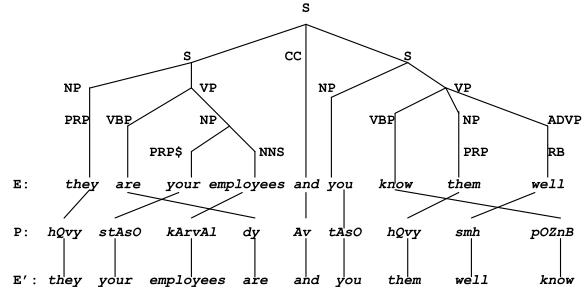 S
S CC S
NP VP NP VP
PRP VBP NP VBP NP ADVP
PRP$ NNS PRP RB
E: they are your employees and you know them well
P: hQvy stAsO kArvAl dy Av tAsO hQvy smh pOZnB
E': they your employees are and you them well know